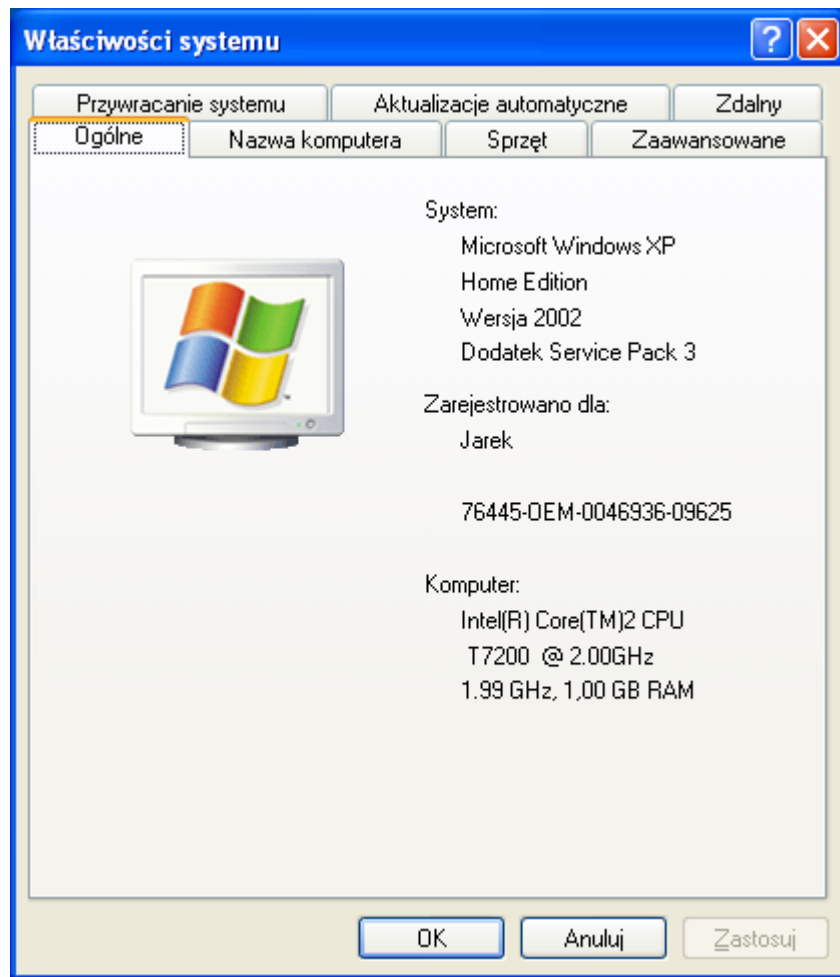 Właściwości systemu
Przywracanie systemu Aktualizacje automatyczne Zdalny
Ogólne Nazwa komputera Sprzęt Zaawansowane
System:
Microsoft Windows XP
Home Edition
Wersja 2002
Dodatek Service Pack 3
Zarejestrowano dla:
Jarek
76445-OEM-0046936-09625
Komputer:
Intel(R) Core(TM)2 CPU
T7200 @ 2.00GHz
1.99 GHz, 1,00 GB RAM
OK Anuluj Zastosuj